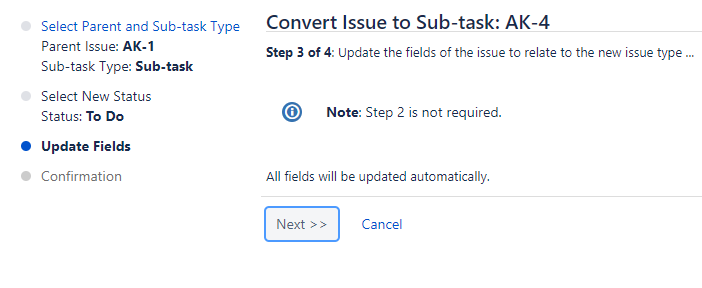 Select Parent and Sub-task Type
Parent Issue: AK-1
Sub-task Type: Sub-task
Select New Status
Status: To Do
Update Fields
Confirmation
Convert Issue to Sub-task: AK-4
Step 3 of 4: Update the fields of the issue to relate to the new issue type ...
Note: Step 2 is not required.
All fields will be updated automatically.
Next >>
Cancel